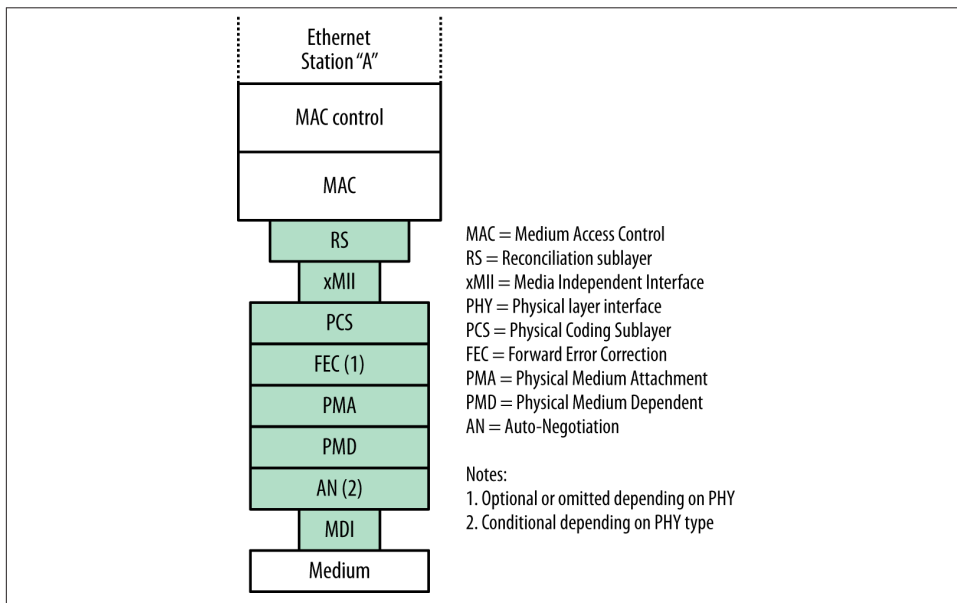 Ethernet
Station “A”
MAC control
MAC
RS
xMII
PCS
FEC (1)
PMA
PMD
AN (2)
MDI
Medium
MAC = Medium Access Control
RS = Reconciliation sublayer
xMII = Media Independent Interface
PHY = Physical layer interface
PCS = Physical Coding Sublayer
FEC = Forward Error Correction
PMA = Physical Medium Attachment
PMD = Physical Medium Dependent
AN = Auto-Negotiation
Notes:
1. Optional or omitted depending on PHY
2. Conditional depending on PHY type